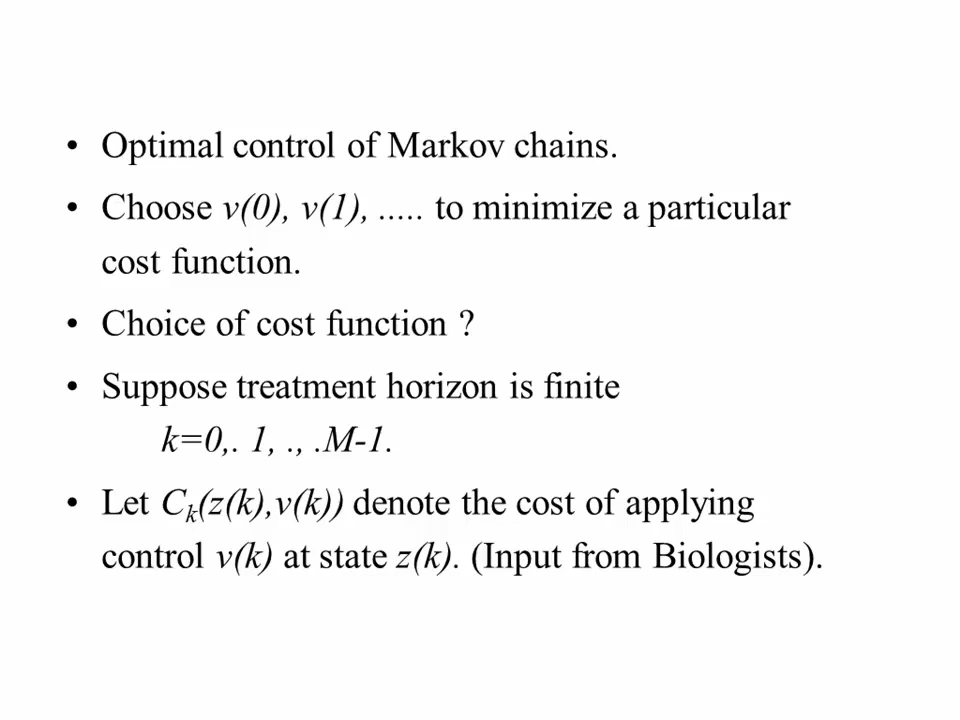 • Optimal control of Markov chains.
• Choose v(0), v(1), ..... to minimize a particular
cost function.
• Choice of cost function ?
• Suppose treatment horizon is finite
k=0,. 1, ., .M-1.
• Let Cₖ(z(k),v(k)) denote the cost of applying
control v(k) at state z(k). (Input from Biologists).